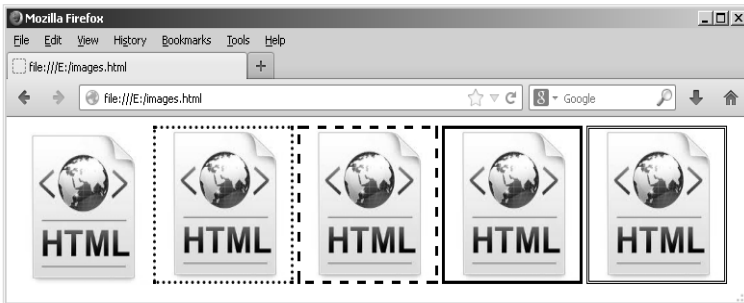 Mozilla Firefox
File Edit View History Bookmarks Tools Help
file:///E:/images.html
file:///E:/images.html Google
HTML HTML HTML HTML HTML